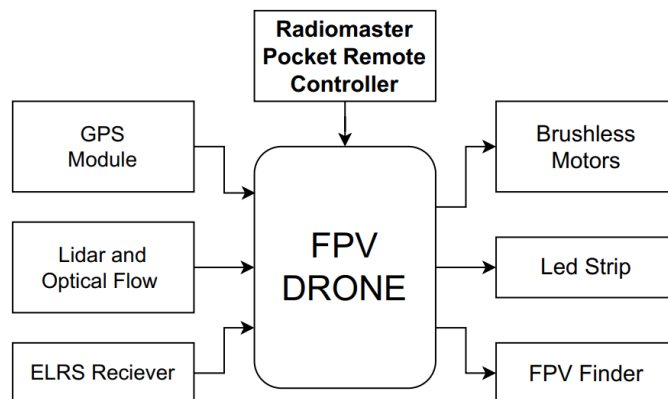 Radiomaster
Pocket Remote
Controller
GPS
Module
Brushless
Motors
Lidar and
Optical Flow
FPV
DRONE
Led Strip
ELRS Reciever
FPV Finder